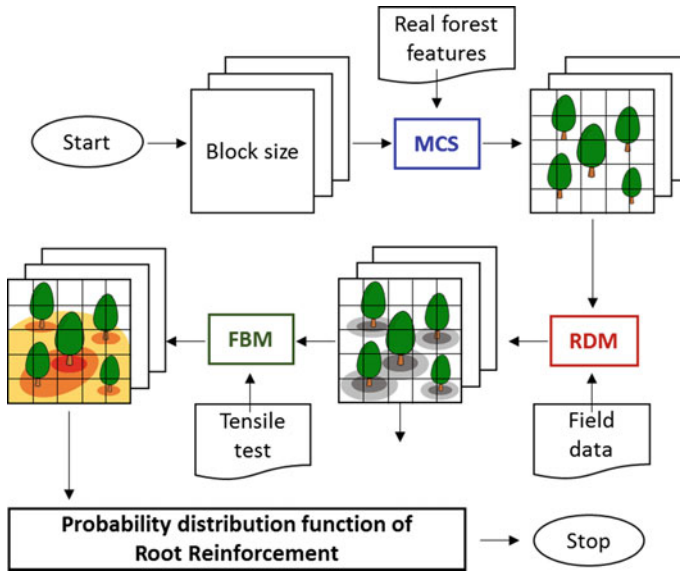 Real forest
features
Start
Block size
MCS
FBM
RDM
Tensile
test
Field
data
Probability distribution function of
Root Reinforcement
Stop